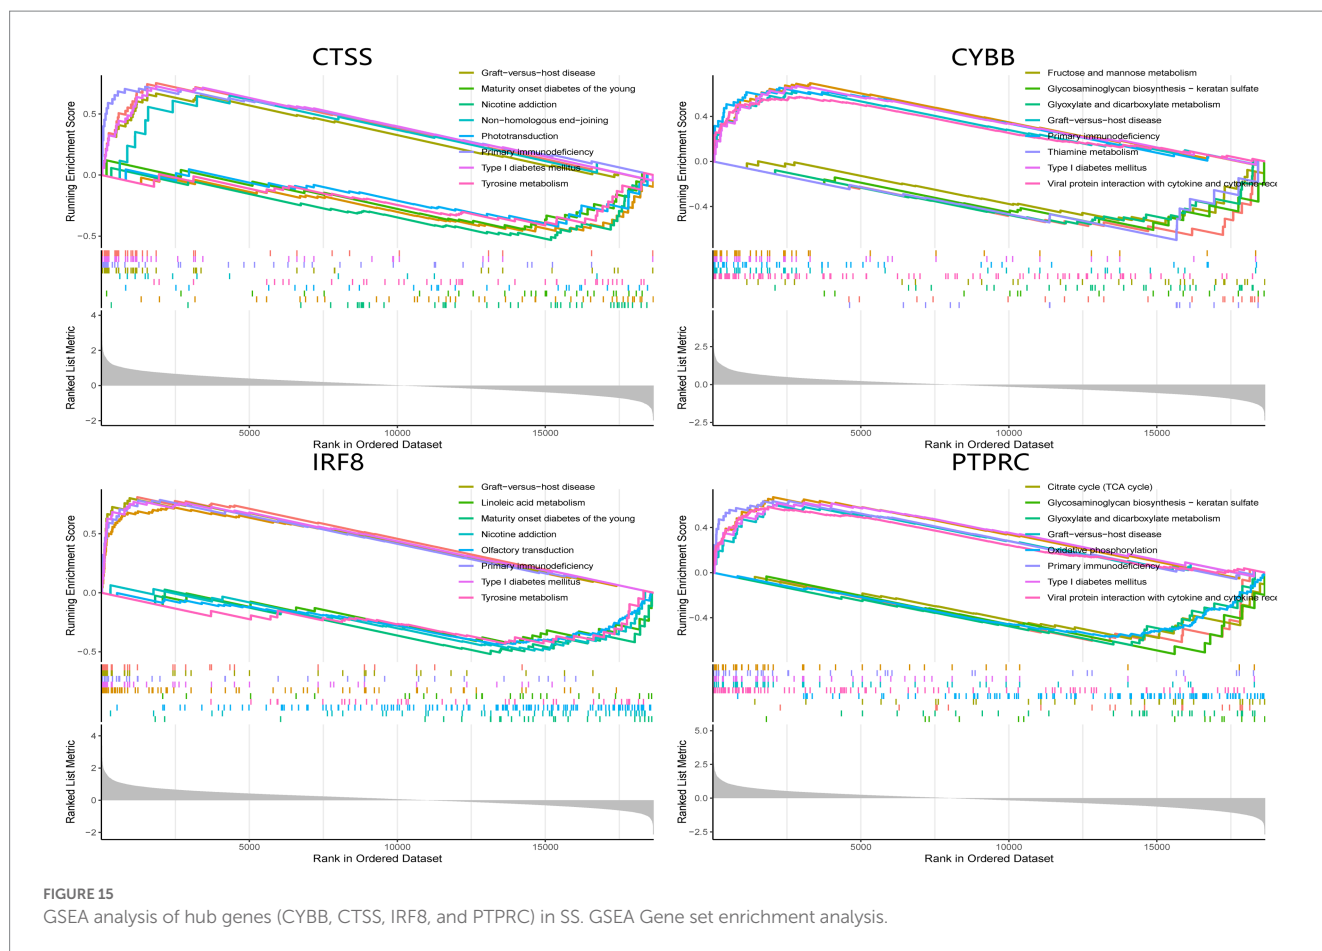 CTSS
Running Enrichment Score
0.5
0.0
−0.5
Graft−versus−host disease
Maturity onset diabetes of the young
Nicotine addiction
Non−homologous end−joining
Phototransduction
Primary immunodeficiency
Type I diabetes mellitus
Tyrosine metabolism
Ranked List Metric
4
2
0
−2
5000 10000 15000
Rank in Ordered Dataset
CYBB
Running Enrichment Score
0.4
0.0
−0.4
Fructose and mannose metabolism
Glycosaminoglycan biosynthesis − keratan sulfate
Glyoxylate and dicarboxylate metabolism
Graft−versus−host disease
Primary immunodeficiency
Thiamine metabolism
Type I diabetes mellitus
Viral protein interaction with cytokine and cytokine rece
Ranked List Metric
2.5
0.0
−2.5
5000 10000 15000
Rank in Ordered Dataset
IRF8
Running Enrichment Score
0.5
0.0
−0.5
Graft−versus−host disease
Linoleic acid metabolism
Maturity onset diabetes of the young
Nicotine addiction
Olfactory transduction
Primary immunodeficiency
Type I diabetes mellitus
Tyrosine metabolism
Ranked List Metric
4
2
0
−2
5000 10000 15000
Rank in Ordered Dataset
PTPRC
Running Enrichment Score
0.4
0.0
−0.4
Citrate cycle (TCA cycle)
Glycosaminoglycan biosynthesis − keratan sulfate
Glyoxylate and dicarboxylate metabolism
Graft−versus−host disease
Oxidative phosphorylation
Primary immunodeficiency
Type I diabetes mellitus
Viral protein interaction with cytokine and cytokine rece
Ranked List Metric
5.0
2.5
0.0
−2.5
5000 10000 15000
Rank in Ordered Dataset
FIGURE 15
GSEA analysis of hub genes (CYBB, CTSS, IRF8, and PTPRC) in SS. GSEA Gene set enrichment analysis.